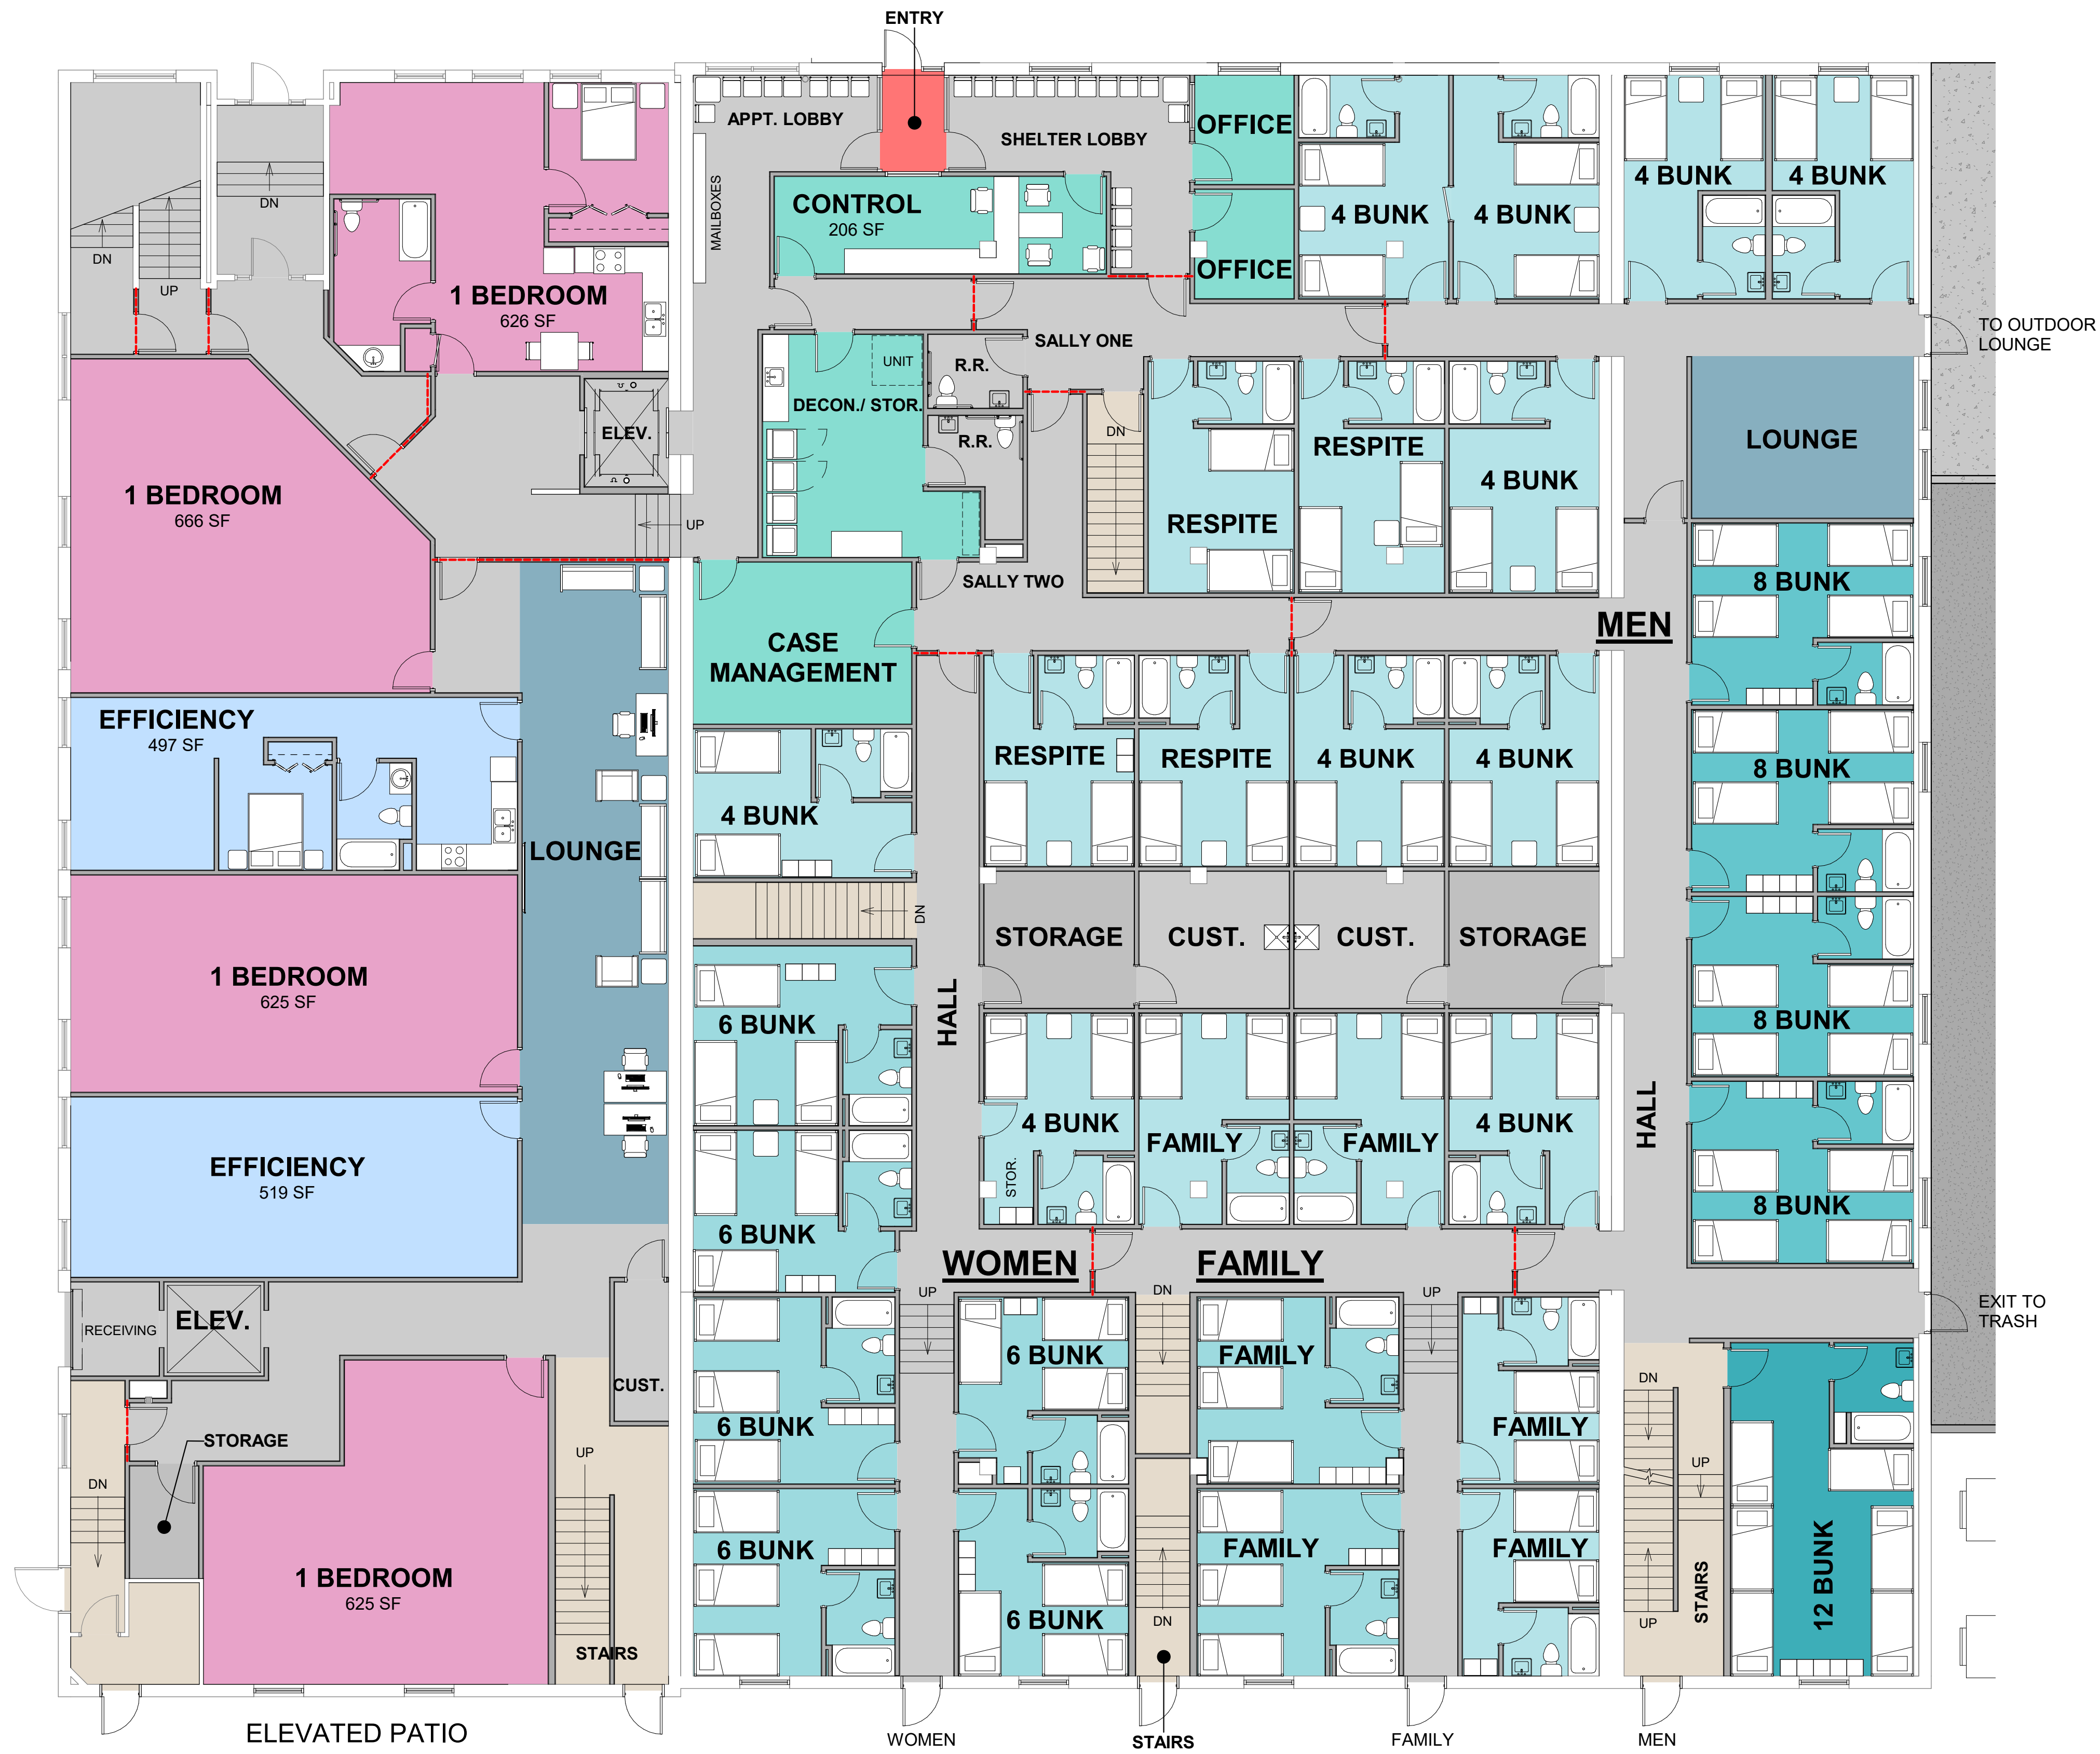 ENTRY
APPT. LOBBY
SHELTER LOBBY
OFFICE
4 BUNK
4 BUNK
DN
MAILBOXES
CONTROL
206 SF
4 BUNK
4 BUNK
DN
UP
OFFICE
1 BEDROOM
626 SF
SALLY ONE
TO OUTDOOR
LOUNGE
UNIT
R.R.
DECON./ STOR.
R.R.
ELEV.
DN
RESPITE
LOUNGE
1 BEDROOM
666 SF
4 BUNK
UP
RESPITE
SALLY TWO
8 BUNK
MEN
CASE
MANAGEMENT
EFFICIENCY
497 SF
RESPITE
RESPITE
4 BUNK
4 BUNK
8 BUNK
4 BUNK
LOUNGE
DN
STORAGE
CUST.
CUST.
STORAGE
1 BEDROOM
625 SF
HALL
6 BUNK
8 BUNK
4 BUNK
FAMILY
FAMILY
4 BUNK
HALL
EFFICIENCY
519 SF
STOR.
8 BUNK
6 BUNK
WOMEN
FAMILY
UP
DN
UP
EXIT TO
TRASH
RECEIVING
ELEV.
6 BUNK
FAMILY
CUST.
DN
6 BUNK
FAMILY
STORAGE
UP
UP
DN
6 BUNK
FAMILY
FAMILY
12 BUNK
STAIRS
1 BEDROOM
625 SF
6 BUNK
DN
UP
STAIRS
ELEVATED PATIO
WOMEN
STAIRS
FAMILY
MEN